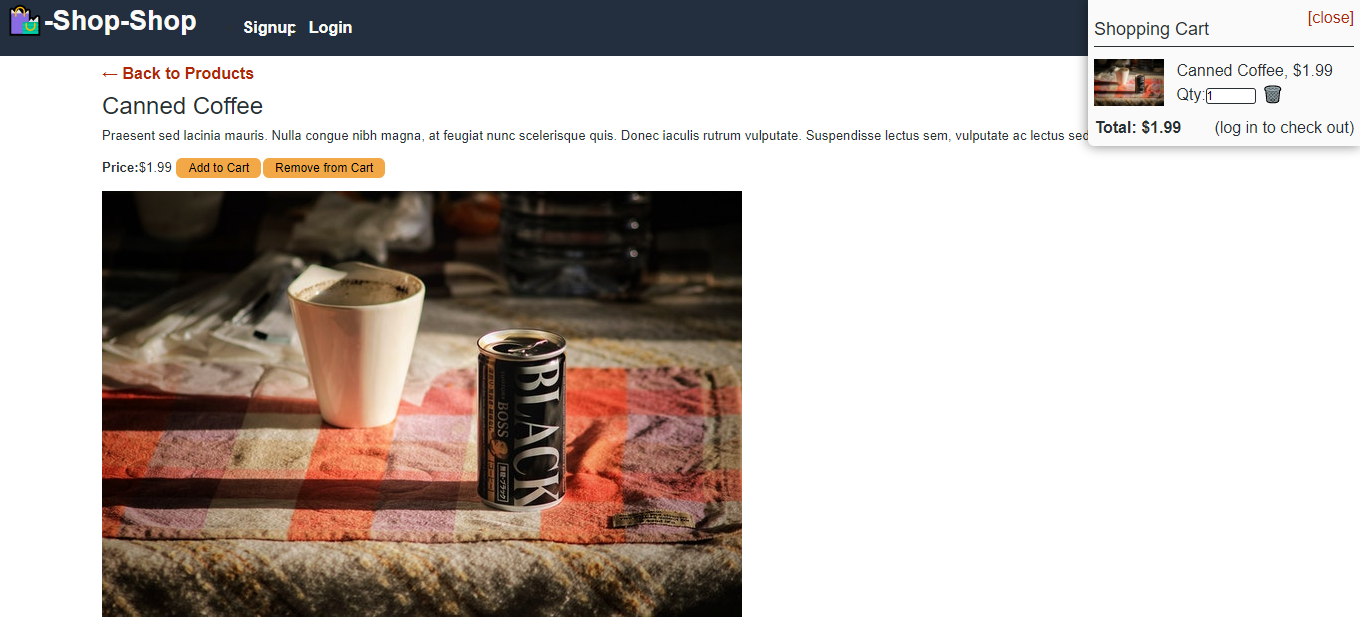 -Shop-Shop
Signup Login
← Back to Products
Canned Coffee
Praesent sed lacinia mauris. Nulla congue nibh magna, at feugiat nunc scelerisque quis. Donec iaculis rutrum vulputate. Suspendisse lectus sem, vulputate ac lectus sed
Price:$1.99 Add to Cart Remove from Cart
BLACK
BOSS
[close]
Shopping Cart
Canned Coffee, $1.99
Qty:1
Total: $1.99 (log in to check out)